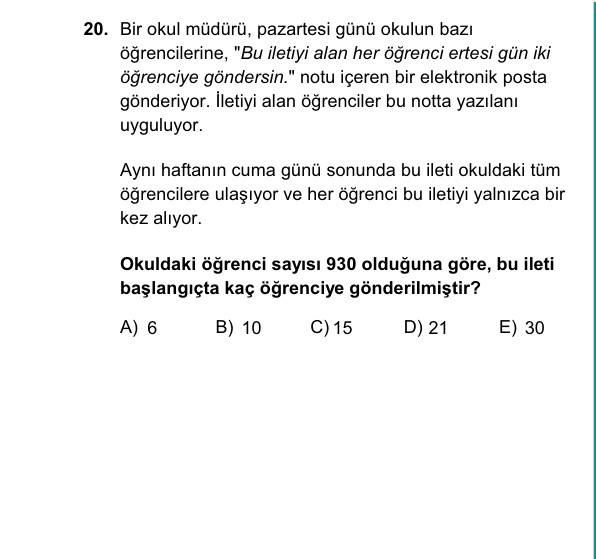 20. Bir okul müdürü, pazartesi günü okulun bazı
öğrencilerine, "Bu iletiyi alan her öğrenci ertesi gün iki
öğrenciye göndersin." notu içeren bir elektronik posta
gönderiyor. İletiyi alan öğrenciler bu notta yazılanı
uyguluyor.
Aynı haftanın cuma günü sonunda bu ileti okuldaki tüm
öğrencilere ulaşıyor ve her öğrenci bu iletiyi yalnızca bir
kez alıyor.
Okuldaki öğrenci sayısı 930 olduğuna göre, bu ileti
başlangıçta kaç öğrenciye gönderilmiştir?
A) 6 B) 10 C) 15 D) 21 E) 30